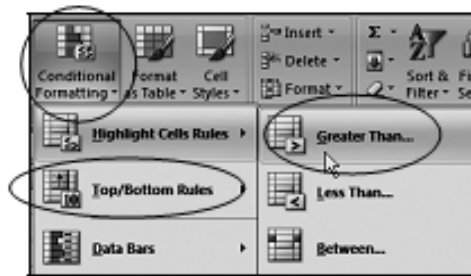 Insert
Delete
Format
Conditional Formatting
Format as Table
Cell Styles
Σ
Sort & Filter
Highlight Cells Rules
Top/Bottom Rules
Data Bars
Greater Than...
Less Than...
Between...